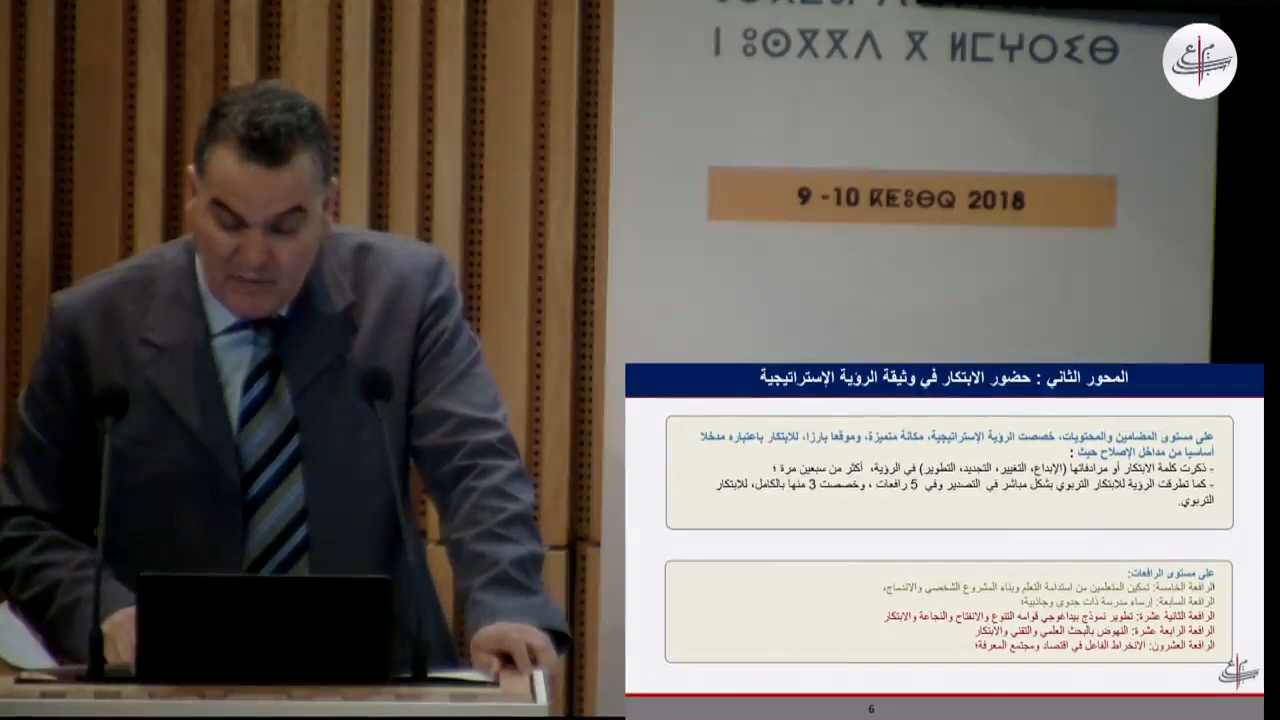 ⵏ ⵓⵙⴳⴳⴷ ⴳ ⵍⵎⵖⵔⵉⴱ
9 -10 ⴽⵟⵓⴱⵕ 2018
المحور الثاني : حضور الابتكار في وثيقة الرؤية الإستراتيجية
على مستوى المضامين والمحتويات، خصصت الرؤية الإستراتيجية، مكانة متميزة، وموقعا بارزا، للابتكار باعتباره مدخلا
أساسيا من مداخل الإصلاح حيث :
- ذكرت كلمة الابتكار أو مرادفاتها (الإبداع، التغيير، التجديد، التطوير) في الرؤية، أكثر من سبعين مرة ؛
- كما تطرقت الرؤية للابتكار التربوي بشكل مباشر في التصدير وفي 5 رافعات ، وخصصت 3 منها بالكامل، للابتكار
التربوي.
على مستوى الرافعات:
الرافعة الخامسة: تمكين المتعلمين من استدامة التعلم وبناء المشروع الشخصي والاندماج،
الرافعة السابعة: إرساء مدرسة ذات جدوى وجاذبية؛
الرافعة الثانية عشرة: تطوير نموذج بيداغوجي قوامه التنوع والانفتاح والنجاعة والابتكار
الرافعة الرابعة عشرة: النهوض بالبحث العلمي والتقني والابتكار
الرافعة العشرون: الانخراط الفاعل في اقتصاد ومجتمع المعرفة؛
6